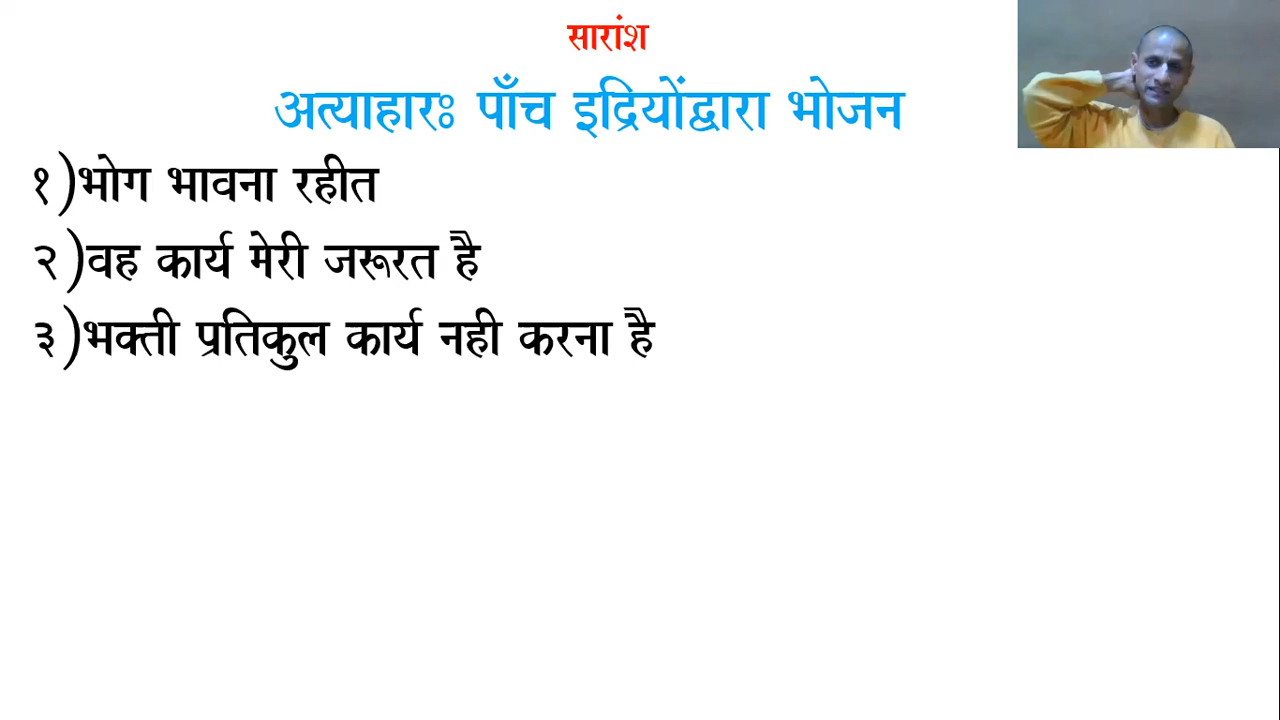 सारांश
अत्याहारः पाँच इद्रियोंद्वारा भोजन
१)भोग भावना रहीत
२)वह कार्य मेरी जरूरत है
३)भक्ती प्रतिकुल कार्य नही करना है